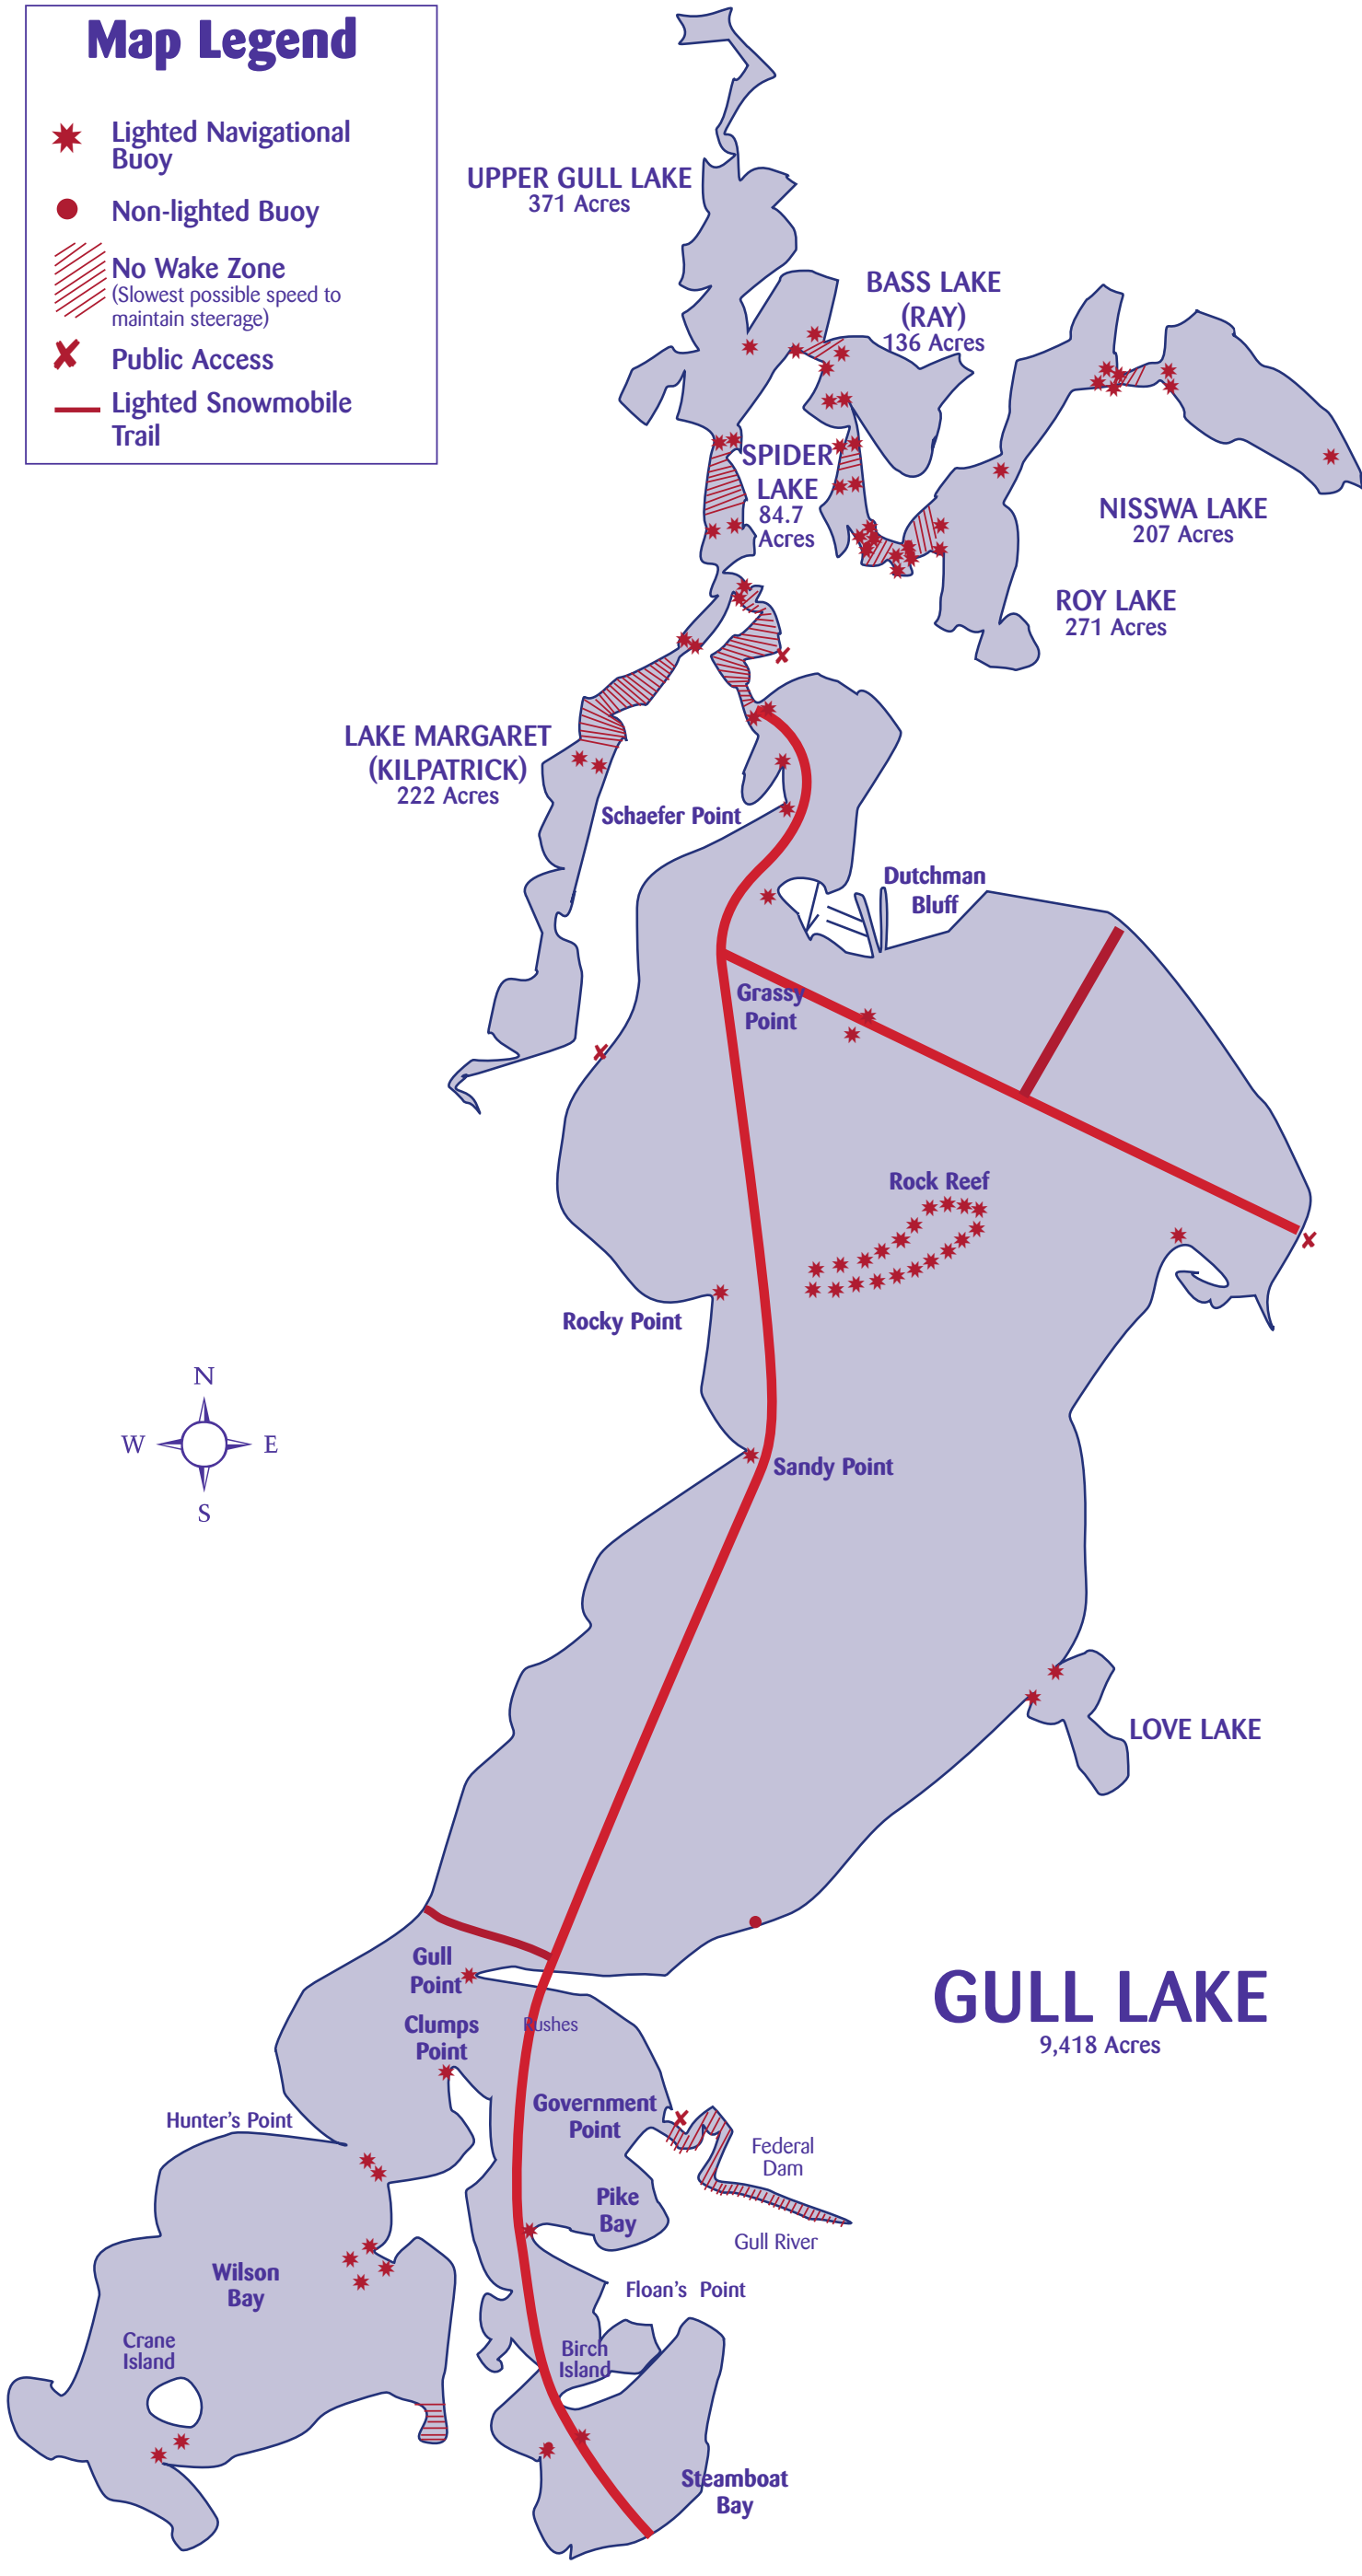 Map Legend
Lighted Navigational
Buoy
Non-lighted Buoy
No Wake Zone
(Slowest possible speed to
maintain steerage)
Public Access
Lighted Snowmobile
Trail
UPPER GULL LAKE
371 Acres
BASS LAKE
(RAY)
136 Acres
SPIDER
LAKE
84.7
Acres
NISSWA LAKE
207 Acres
ROY LAKE
271 Acres
LAKE MARGARET
(KILPATRICK)
222 Acres
Schaefer Point
Dutchman
Bluff
Grassy
Point
Rock Reef
Rocky Point
N
W
E
S
Sandy Point
LOVE LAKE
Gull
Point
GULL LAKE
9,418 Acres
Rushes
Clumps
Point
Government
Point
Hunter's Point
Federal
Dam
Pike
Bay
Gull River
Wilson
Bay
Floan's Point
Crane
Island
Birch
Island
Steamboat
Bay